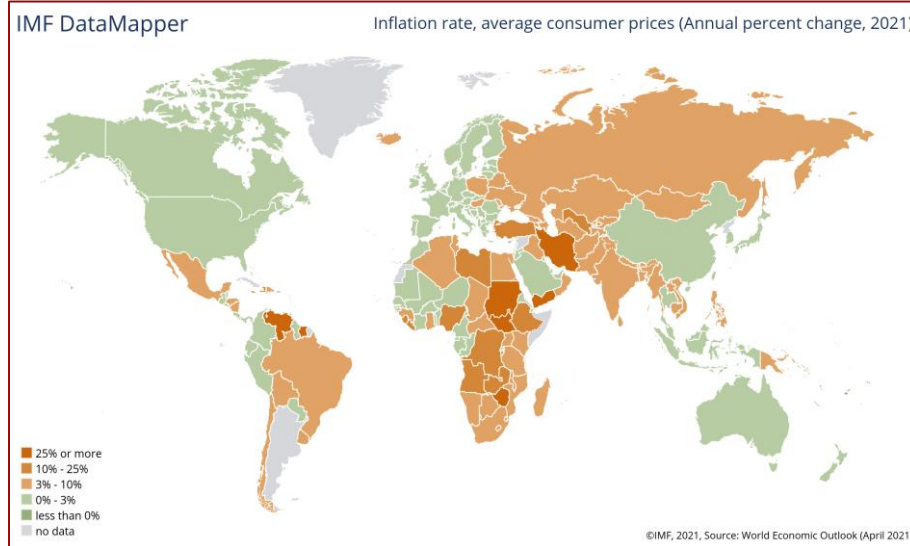 IMF DataMapper
Inflation rate, average consumer prices (Annual percent change, 2021)
25% or more
10% - 25%
3% - 10%
0% - 3%
less than 0%
no data
©IMF, 2021, Source: World Economic Outlook (April 2021